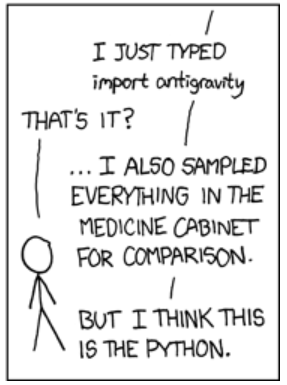 I JUST TYPED
import antigravity
THAT'S IT?
... I ALSO SAMPLED
EVERYTHING IN THE
MEDICINE CABINET
FOR COMPARISON.
BUT I THINK THIS
IS THE PYTHON.